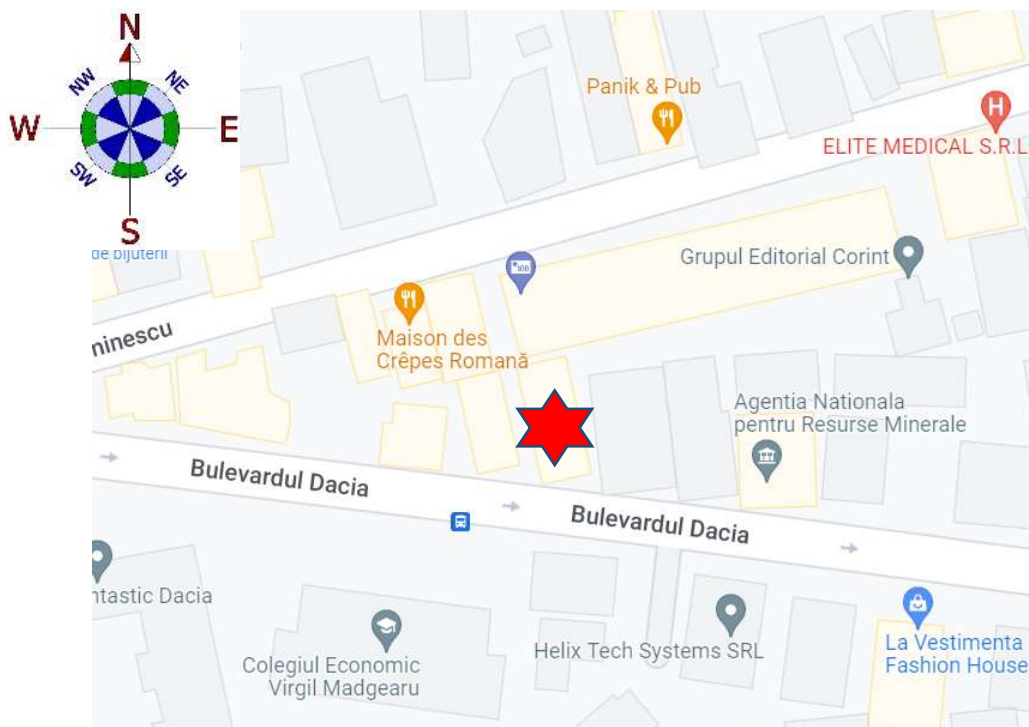 N
NW
NE
W
E
SW
SE
S
Panik & Pub
H
ELITE MEDICAL S.R.L
de bijuterii
Grupul Editorial Corint
minescu
Maison des
Crêpes Romană
Agentia Nationala
pentru Resurse Minerale
Bulevardul Dacia
Bulevardul Dacia
ntastic Dacia
Colegiul Economic
Virgil Madgearu
Helix Tech Systems SRL
La Vestimenta
Fashion House